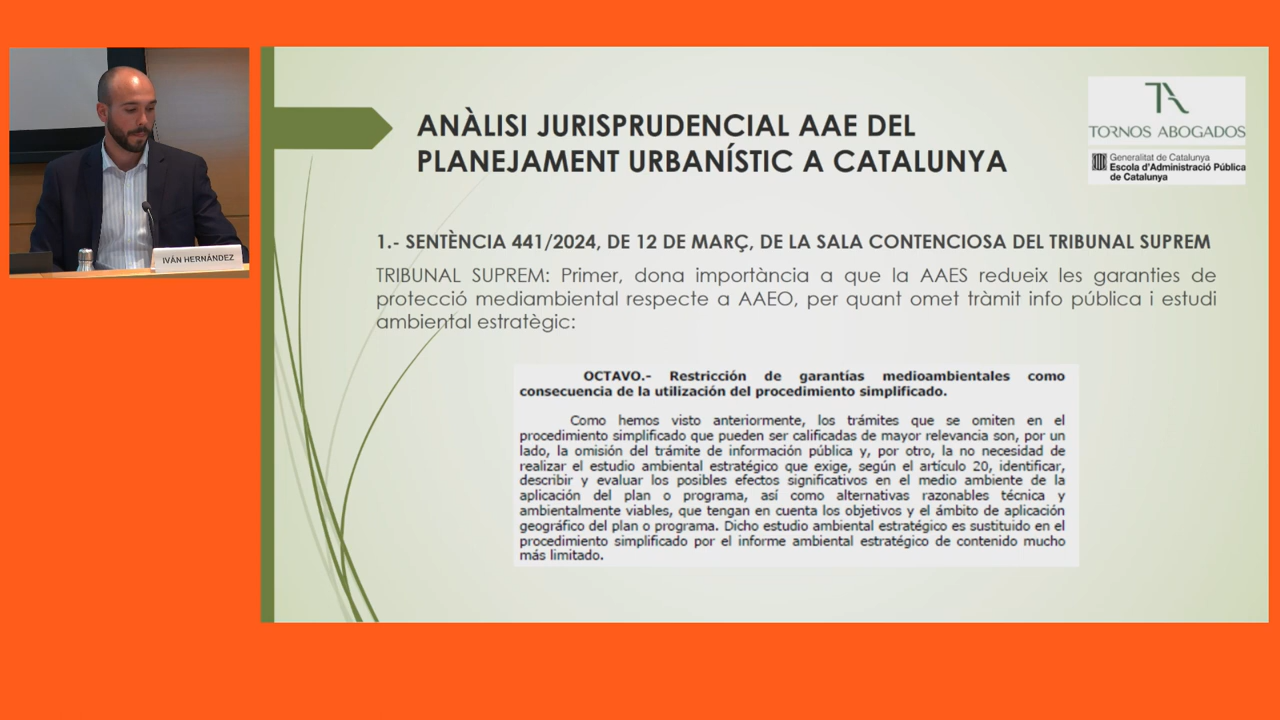 IVÁN HERNÁNDEZ
ANÀLISI JURISPRUDENCIAL AAE DEL
PLANEJAMENT URBANÍSTIC A CATALUNYA
TA
TORNOS ABOGADOS
Generalitat de Catalunya
Escola d'Administració Pública
de Catalunya
1.- SENTÈNCIA 441/2024, DE 12 DE MARÇ, DE LA SALA CONTENCIOSA DEL TRIBUNAL SUPREM
TRIBUNAL SUPREM: Primer, dona importància a que la AAES redueix les garanties de
protecció mediambiental respecte a AAEO, per quant omet tràmit info pública i estudi
ambiental estratègic:
OCTAVO.- Restricción de garantías medioambientales como
consecuencia de la utilización del procedimiento simplificado.
Como hemos visto anteriormente, los trámites que se omiten en el
procedimiento simplificado que pueden ser calificadas de mayor relevancia son, por un
lado, la omisión del trámite de información pública y, por otro, la no necesidad de
realizar el estudio ambiental estratégico que exige, según el artículo 20, identificar,
describir y evaluar los posibles efectos significativos en el medio ambiente de la
aplicación del plan o programa, así como alternativas razonables técnica y
ambientalmente viables, que tengan en cuenta los objetivos y el ámbito de aplicación
geográfico del plan o programa. Dicho estudio ambiental estratégico es sustituido en el
procedimiento simplificado por el informe ambiental estratégico de contenido mucho
más limitado.